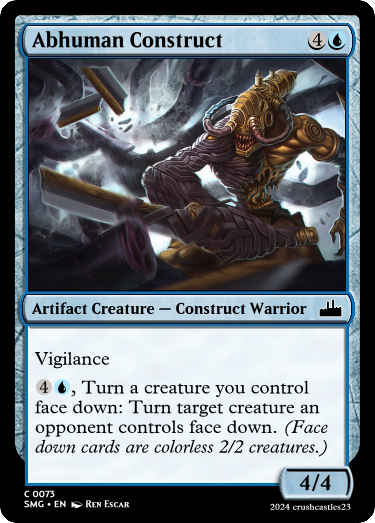 Abhuman Construct 4
Artifact Creature — Construct Warrior
Vigilance
4, Turn a creature you control
face down: Turn target creature an
opponent controls face down. (Face
down cards are colorless 2/2 creatures.)
4/4
C 0073
SMG • EN Ren Escar
2024 crushcastles23